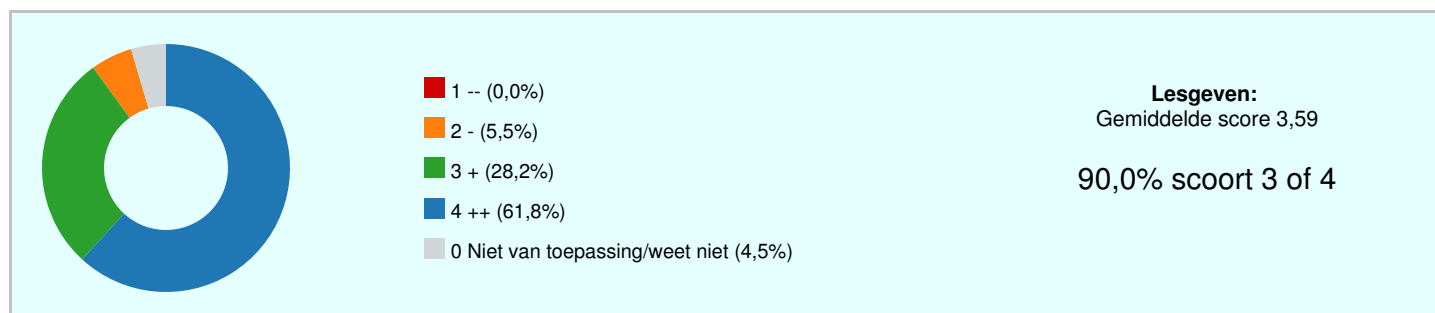 1 -- (0,0%)
2 - (5,5%)
3 + (28,2%)
4 ++ (61,8%)
0 Niet van toepassing/weet niet (4,5%)
Lesgeven:
Gemiddelde score 3,59
90,0% scoort 3 of 4